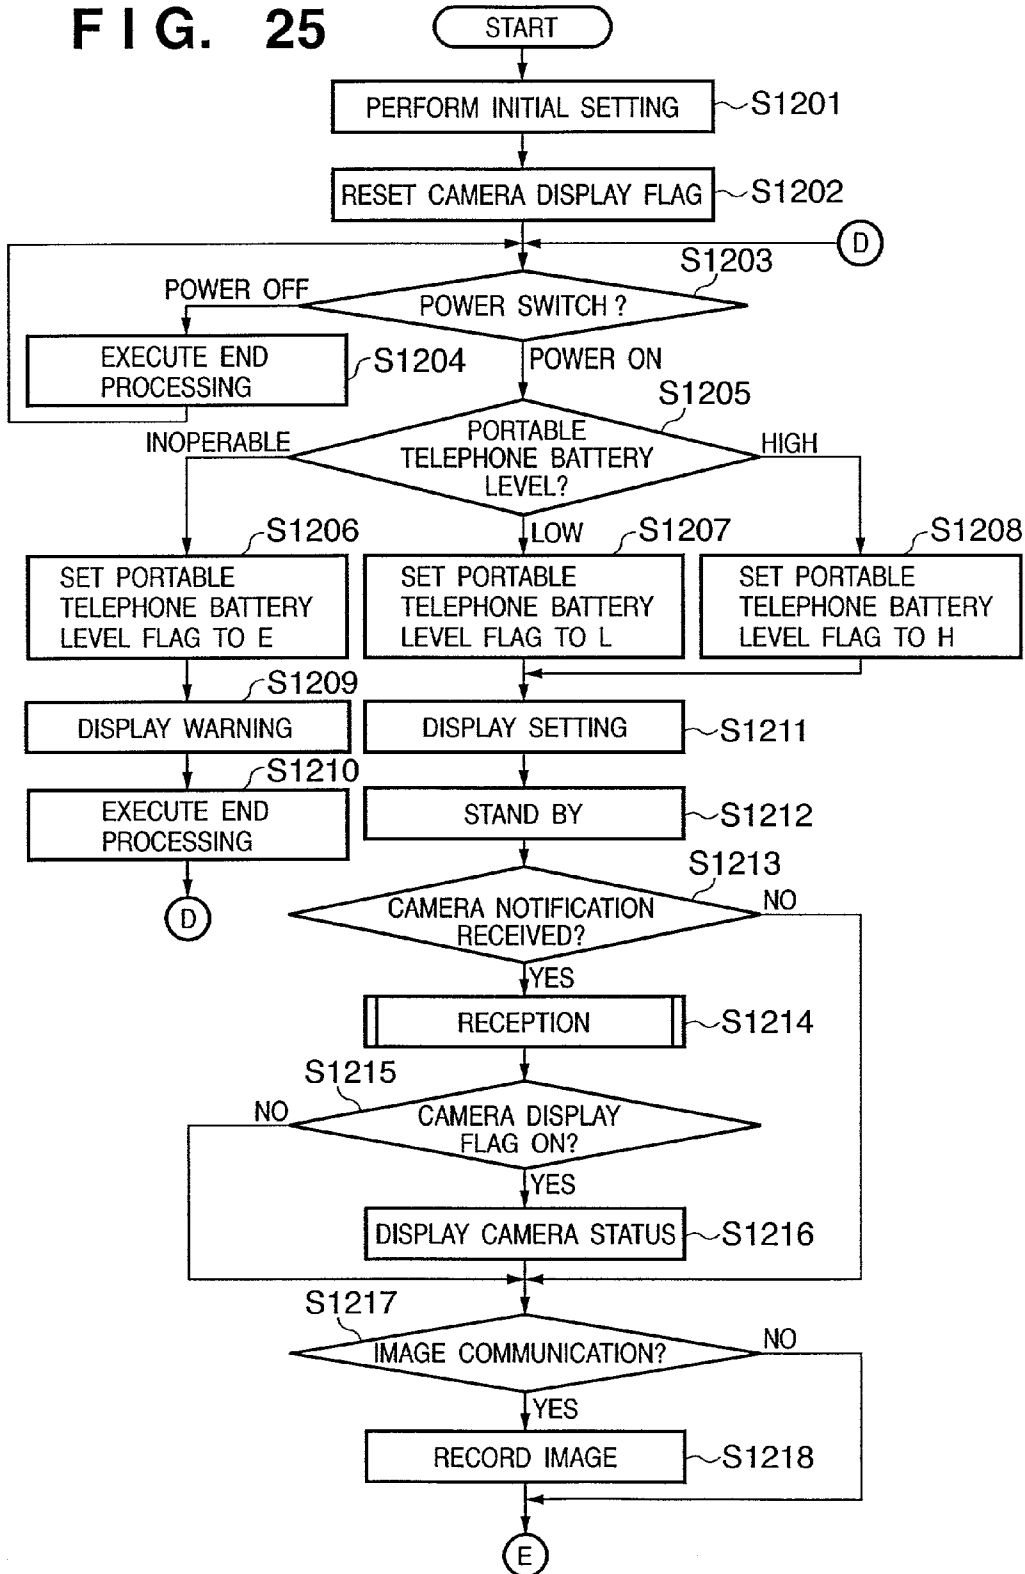 FIG. 25
START
PERFORM INITIAL SETTING
S1201
RESET CAMERA DISPLAY FLAG
S1202
D
S1203
POWER OFF
POWER SWITCH ?
EXECUTE END
PROCESSING
S1204
POWER ON
S1205
INOPERABLE
PORTABLE
TELEPHONE BATTERY
LEVEL?
HIGH
LOW
S1206
S1207
S1208
SET PORTABLE
TELEPHONE BATTERY
LEVEL FLAG TO E
SET PORTABLE
TELEPHONE BATTERY
LEVEL FLAG TO L
SET PORTABLE
TELEPHONE BATTERY
LEVEL FLAG TO H
S1209
DISPLAY WARNING
DISPLAY SETTING
S1211
S1210
EXECUTE END
PROCESSING
STAND BY
S1212
D
S1213
CAMERA NOTIFICATION
RECEIVED?
NO
YES
RECEPTION
S1214
S1215
NO
CAMERA DISPLAY
FLAG ON?
YES
DISPLAY CAMERA STATUS
S1216
S1217
IMAGE COMMUNICATION?
NO
YES
RECORD IMAGE
S1218
E